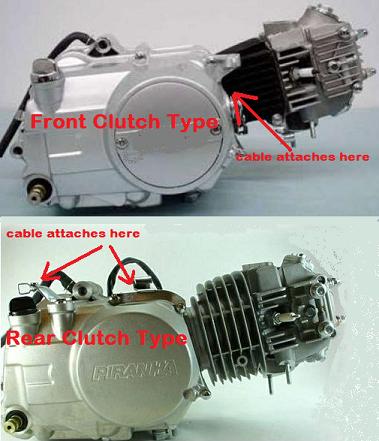 Front Clutch Type
cable attaches here
cable attaches here
Rear Clutch Type
PIRANHA